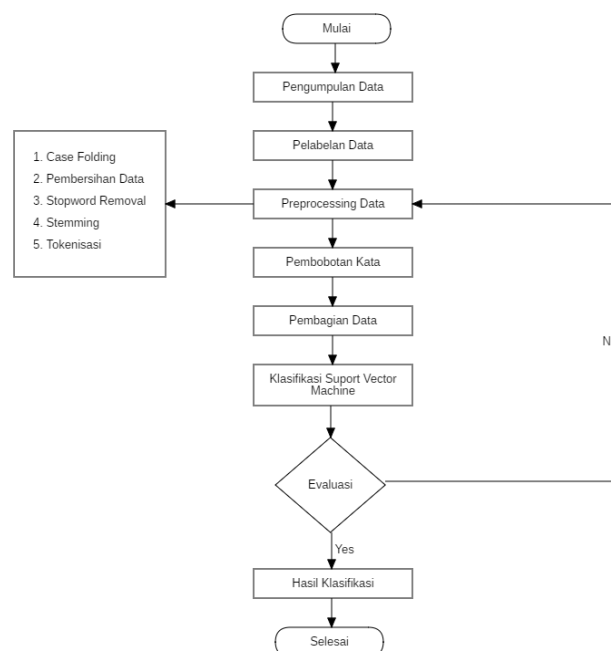 Mulai
Pengumpulan Data
Pelabelan Data
1. Case Folding
2. Pembersihan Data
3. Stopword Removal
4. Stemming
5. Tokenisasi
Preprocessing Data
Pembobotan Kata
Pembagian Data
Klasifikasi Suport Vector
Machine
Evaluasi
N
Yes
Hasil Klasifikasi
Selesai